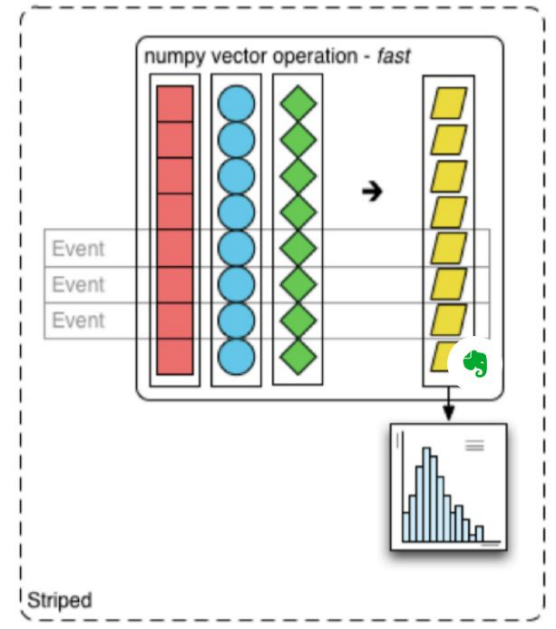 numpy vector operation - fast
Event
Event
Event
Striped